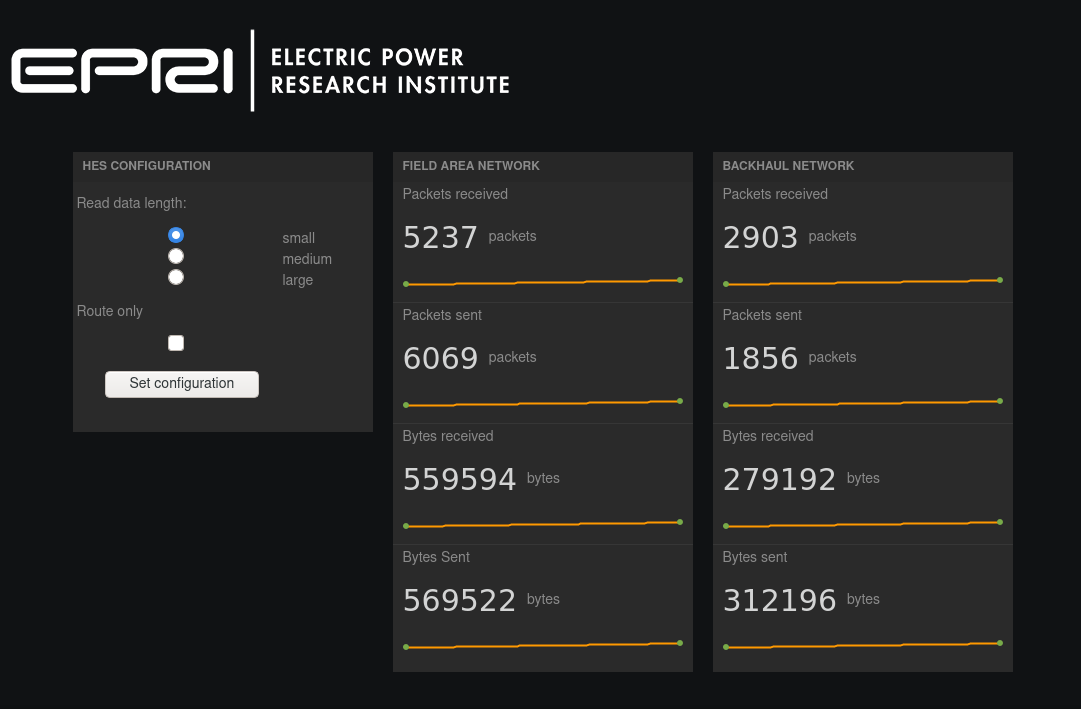 EPRI
ELECTRIC POWER
RESEARCH INSTITUTE
HES CONFIGURATION
Read data length:
small
medium
large
Route only
Set configuration
FIELD AREA NETWORK
Packets received
5237 packets
Packets sent
6069 packets
Bytes received
559594 bytes
Bytes Sent
569522 bytes
BACKHAUL NETWORK
Packets received
2903 packets
Packets sent
1856 packets
Bytes received
279192 bytes
Bytes sent
312196 bytes